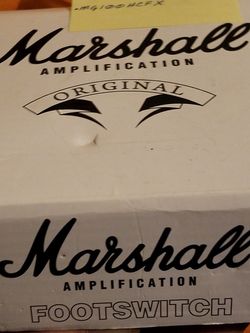 -MG100HCFX
Marshall
AMPLIFICATION
ORIGINAL
Marshall
AMPLIFICATION
FOOTSWITCH